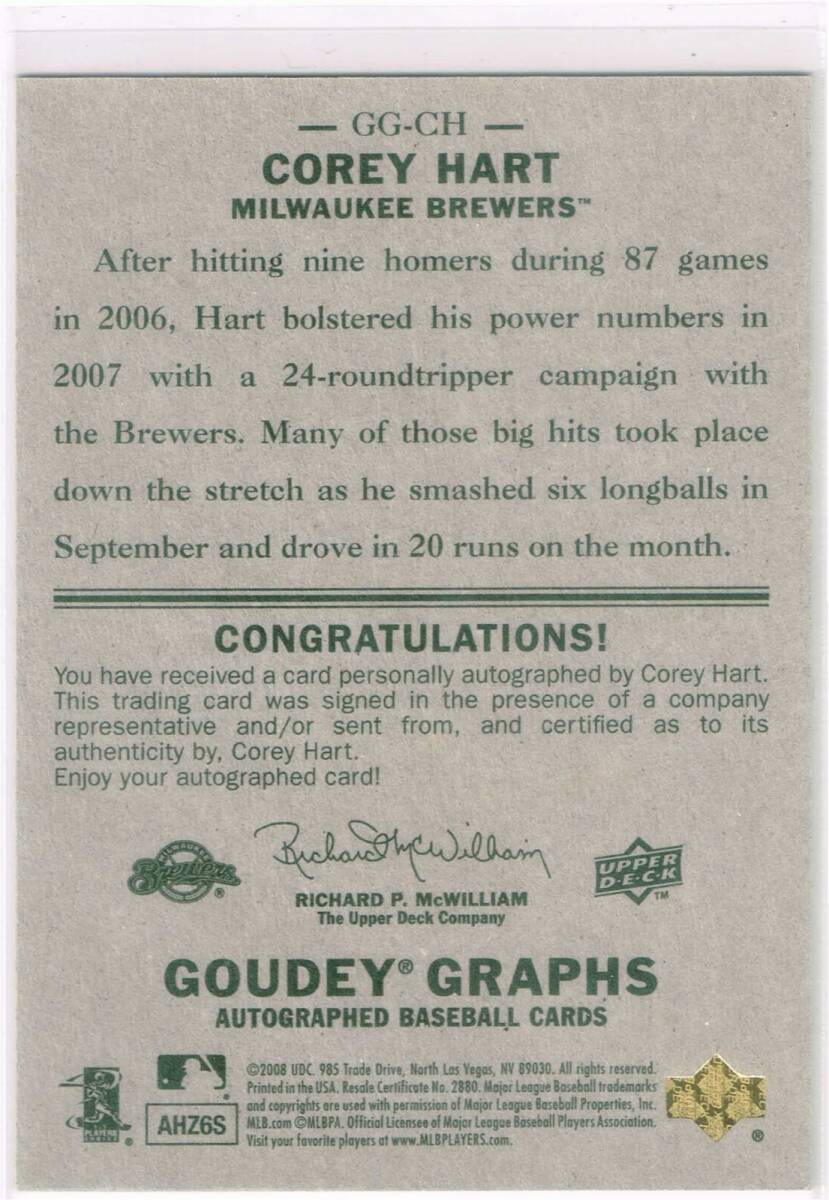 — GG-CH —
COREY HART
MILWAUKEE BREWERS™
After hitting nine homers during 87 games
in 2006, Hart bolstered his power numbers in
2007 with a 24-roundtripper campaign with
the Brewers. Many of those big hits took place
down the stretch as he smashed six longballs in
September and drove in 20 runs on the month.
CONGRATULATIONS!
You have received a card personally autographed by Corey Hart.
This trading card was signed in the presence of a company
representative and/or sent from, and certified as to its
authenticity by, Corey Hart.
Enjoy your autographed card!
MILWAUKEE
Brewers ®
Richard P. McWilliam
UPPER
D·E·C·K
™
RICHARD P. McWILLIAM
The Upper Deck Company
GOUDEY® GRAPHS
AUTOGRAPHED BASEBALL CARDS
PLAYERS
CHOICE ®
AHZ6S
©2008 UDC. 985 Trade Drive, North Las Vegas, NV 89030. All rights reserved.
Printed in the USA. Resale Certificate No. 2880. Major League Baseball trademarks
and copyrights are used with permission of Major League Baseball Properties, Inc.
MLB.com ©MLBPA. Official Licensee of Major League Baseball Players Association.
Visit your favorite players at www.MLBPLAYERS.com.
®